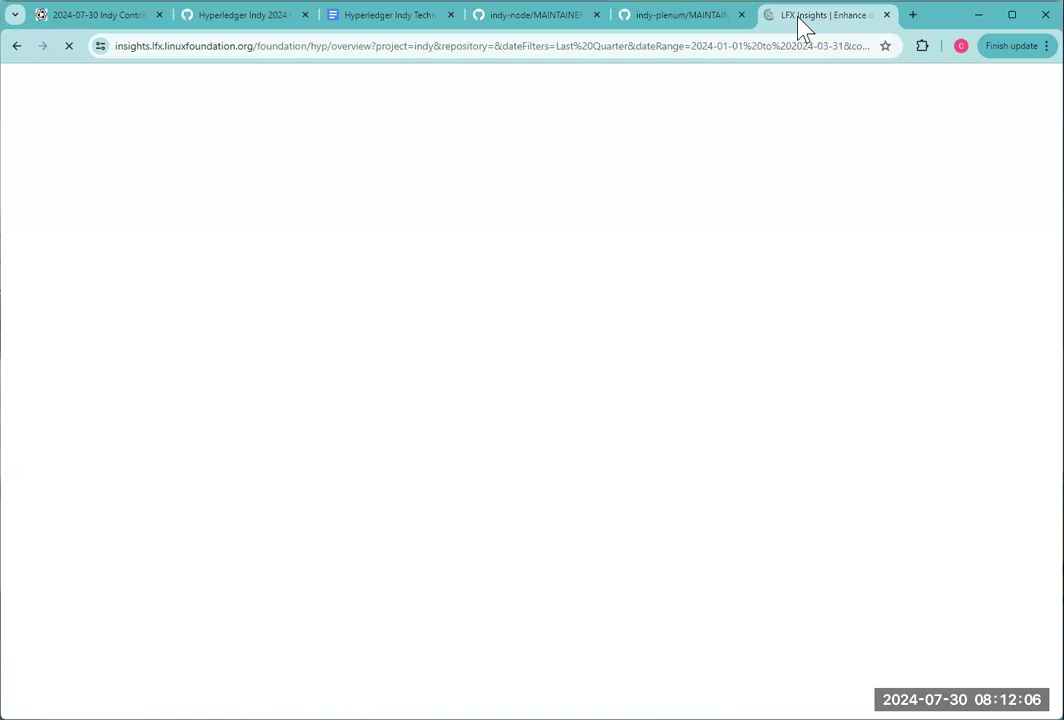 2024-07-30 Indy Contri
Hyperledger Indy 2024
Hyperledger Indy Techn
indy-node/MAINTAINER
indy-plenum/MAINTAIN
LFX Insights | Enhance o
insights.lfx.linuxfoundation.org/foundation/hyp/overview?project=indy&repository=&dateFilters=Last%20Quarter&dateRange=2024-01-01%20to%202024-03-31&co...
C
Finish update
2024-07-30 08:12:06